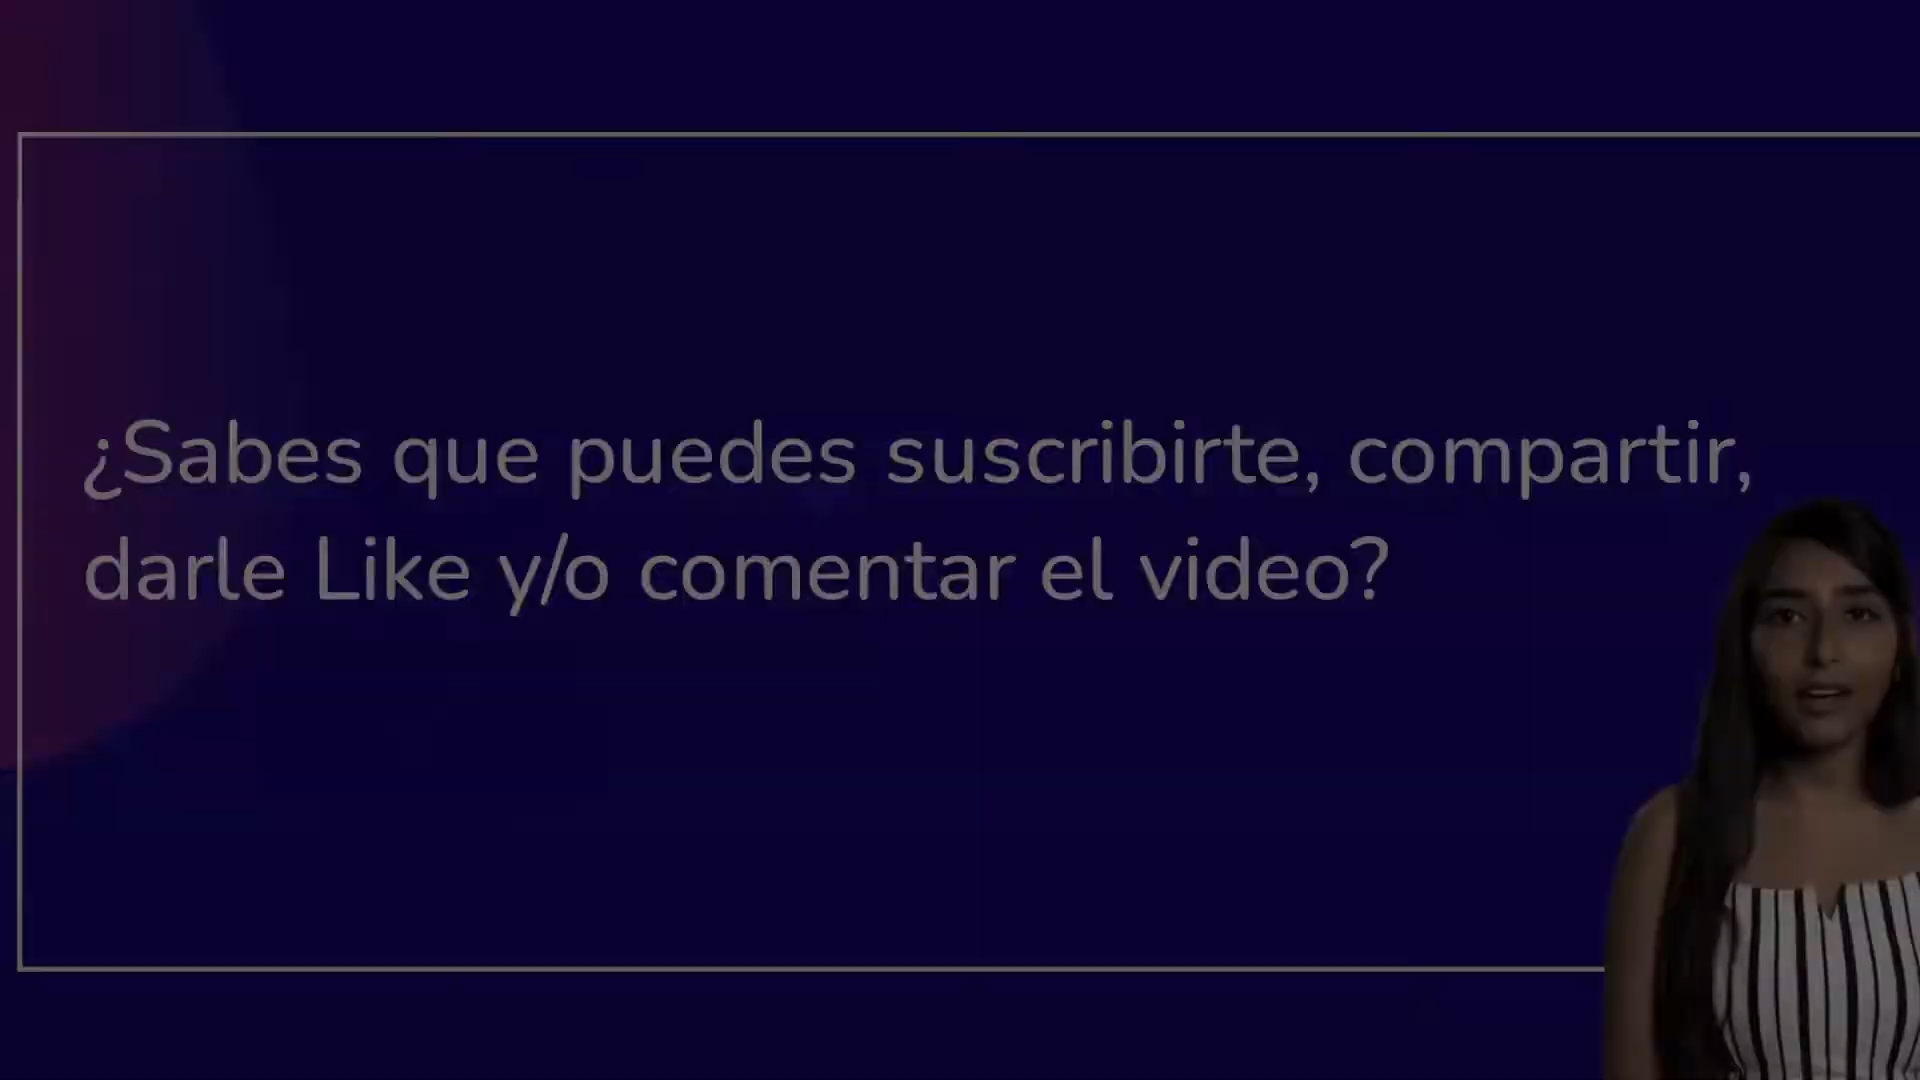 ¿Sabes que puedes suscribirte, compartir,
darle Like y/o comentar el video?